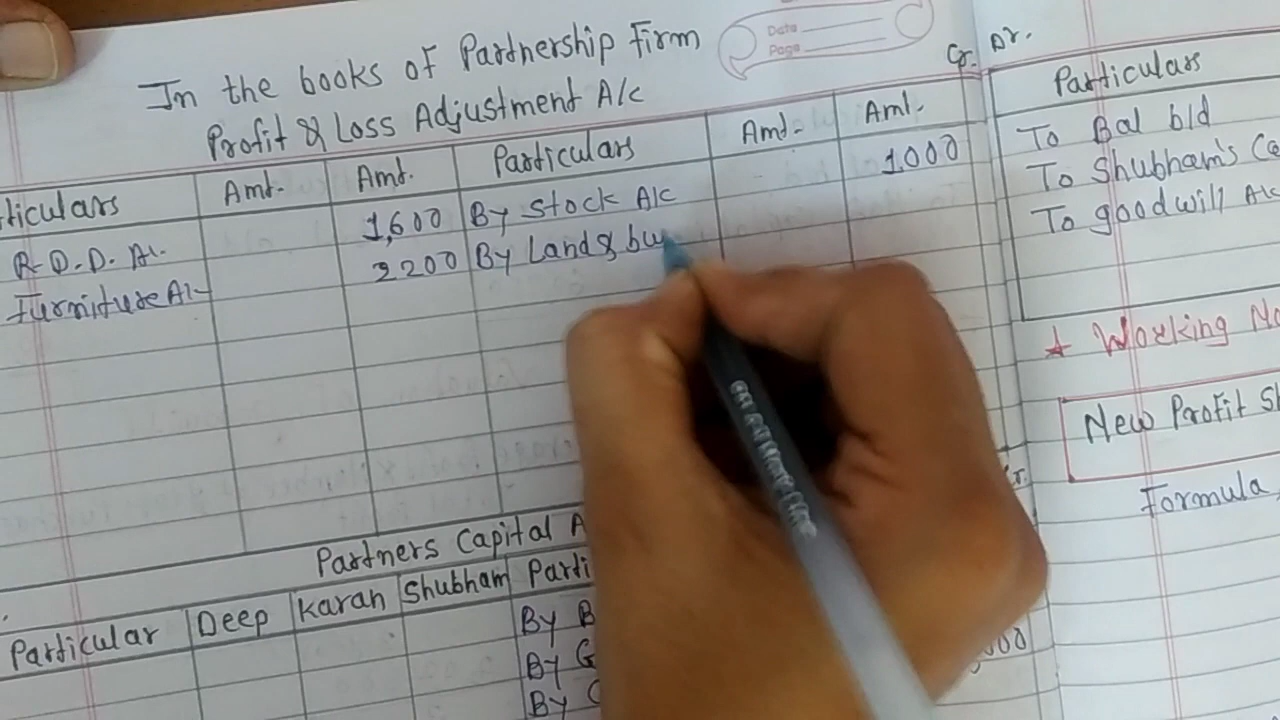 Date
Page
In the books of Partnership Firm
Profit & Loss Adjustment A/c
Cr.
ticulars Amt. Amt. Particulars Amt. Amt.
R.D.D. A/c. 1,600 By Stock A/c 1000
Furniture A/c 2200 By Land & bu
Partners Capital A
Particular Deep Karan Shubham Parti
By B
By G
By C
000
Dr.
Particulars
To Bal b/d
To Shubham's Ca
To goodwill A/c
★ Working No
New Profit Sh
Formula